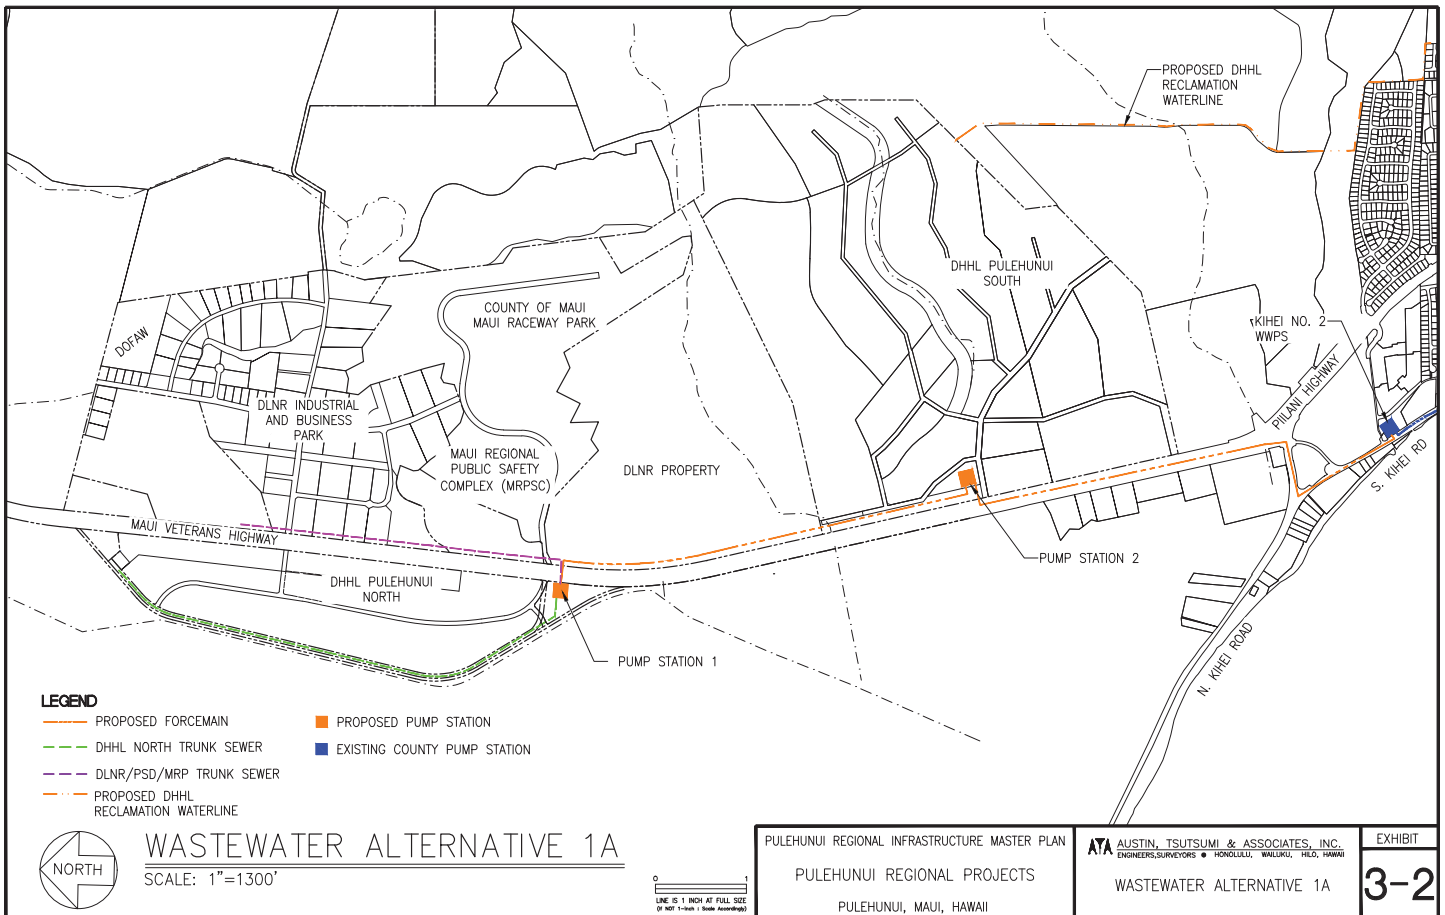 PROPOSED DHHL
RECLAMATION
WATERLINE
DHHL PULEHUNUI
SOUTH
COUNTY OF MAUI
MAUI RACEWAY PARK
KIHEI NO. 2
WWPS
DOFAW
PIILANI HIGHWAY
DLNR INDUSTRIAL
AND BUSINESS
PARK
MAUI REGIONAL
PUBLIC SAFETY
COMPLEX (MRPSC)
DLNR PROPERTY
S. KIHEI RD
MAUI VETERANS HIGHWAY
PUMP STATION 2
DHHL PULEHUNUI
NORTH
PUMP STATION 1
N. KIHEI ROAD
LEGEND
PROPOSED FORCEMAIN
DHHL NORTH TRUNK SEWER
DLNR/PSD/MRP TRUNK SEWER
PROPOSED DHHL
RECLAMATION WATERLINE
PROPOSED PUMP STATION
EXISTING COUNTY PUMP STATION
NORTH
WASTEWATER ALTERNATIVE 1A
SCALE: 1"=1300'
0 1
LINE IS 1 INCH AT FULL SIZE
(IF NOT 1-inch : Scale Accordingly)
PULEHUNUI REGIONAL INFRASTRUCTURE MASTER PLAN
PULEHUNUI REGIONAL PROJECTS
PULEHUNUI, MAUI, HAWAII
ATA AUSTIN, TSUTSUMI & ASSOCIATES, INC.
ENGINEERS,SURVEYORS ● HONOLULU, WAILUKU, HILO, HAWAII
WASTEWATER ALTERNATIVE 1A
EXHIBIT
3-2